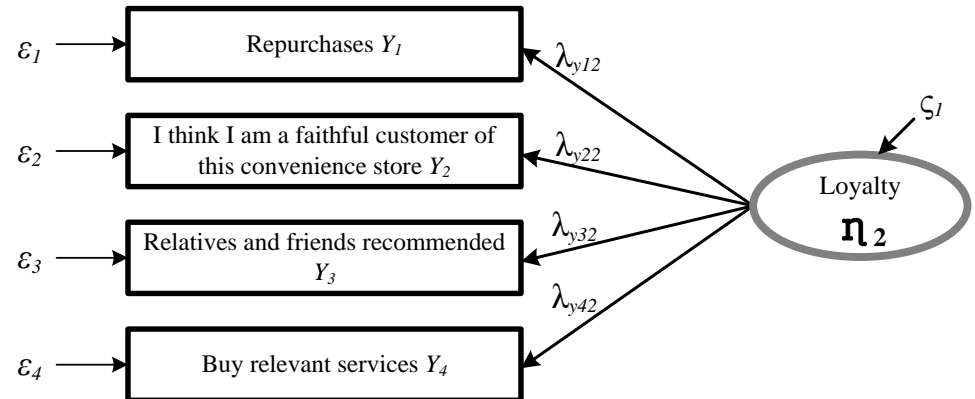 ε1
Repurchases Y1
λy12
ς1
ε2
I think I am a faithful customer of
this convenience store Y2
λy22
Loyalty
η2
ε3
Relatives and friends recommended
Y3
λy32
λy42
ε4
Buy relevant services Y4